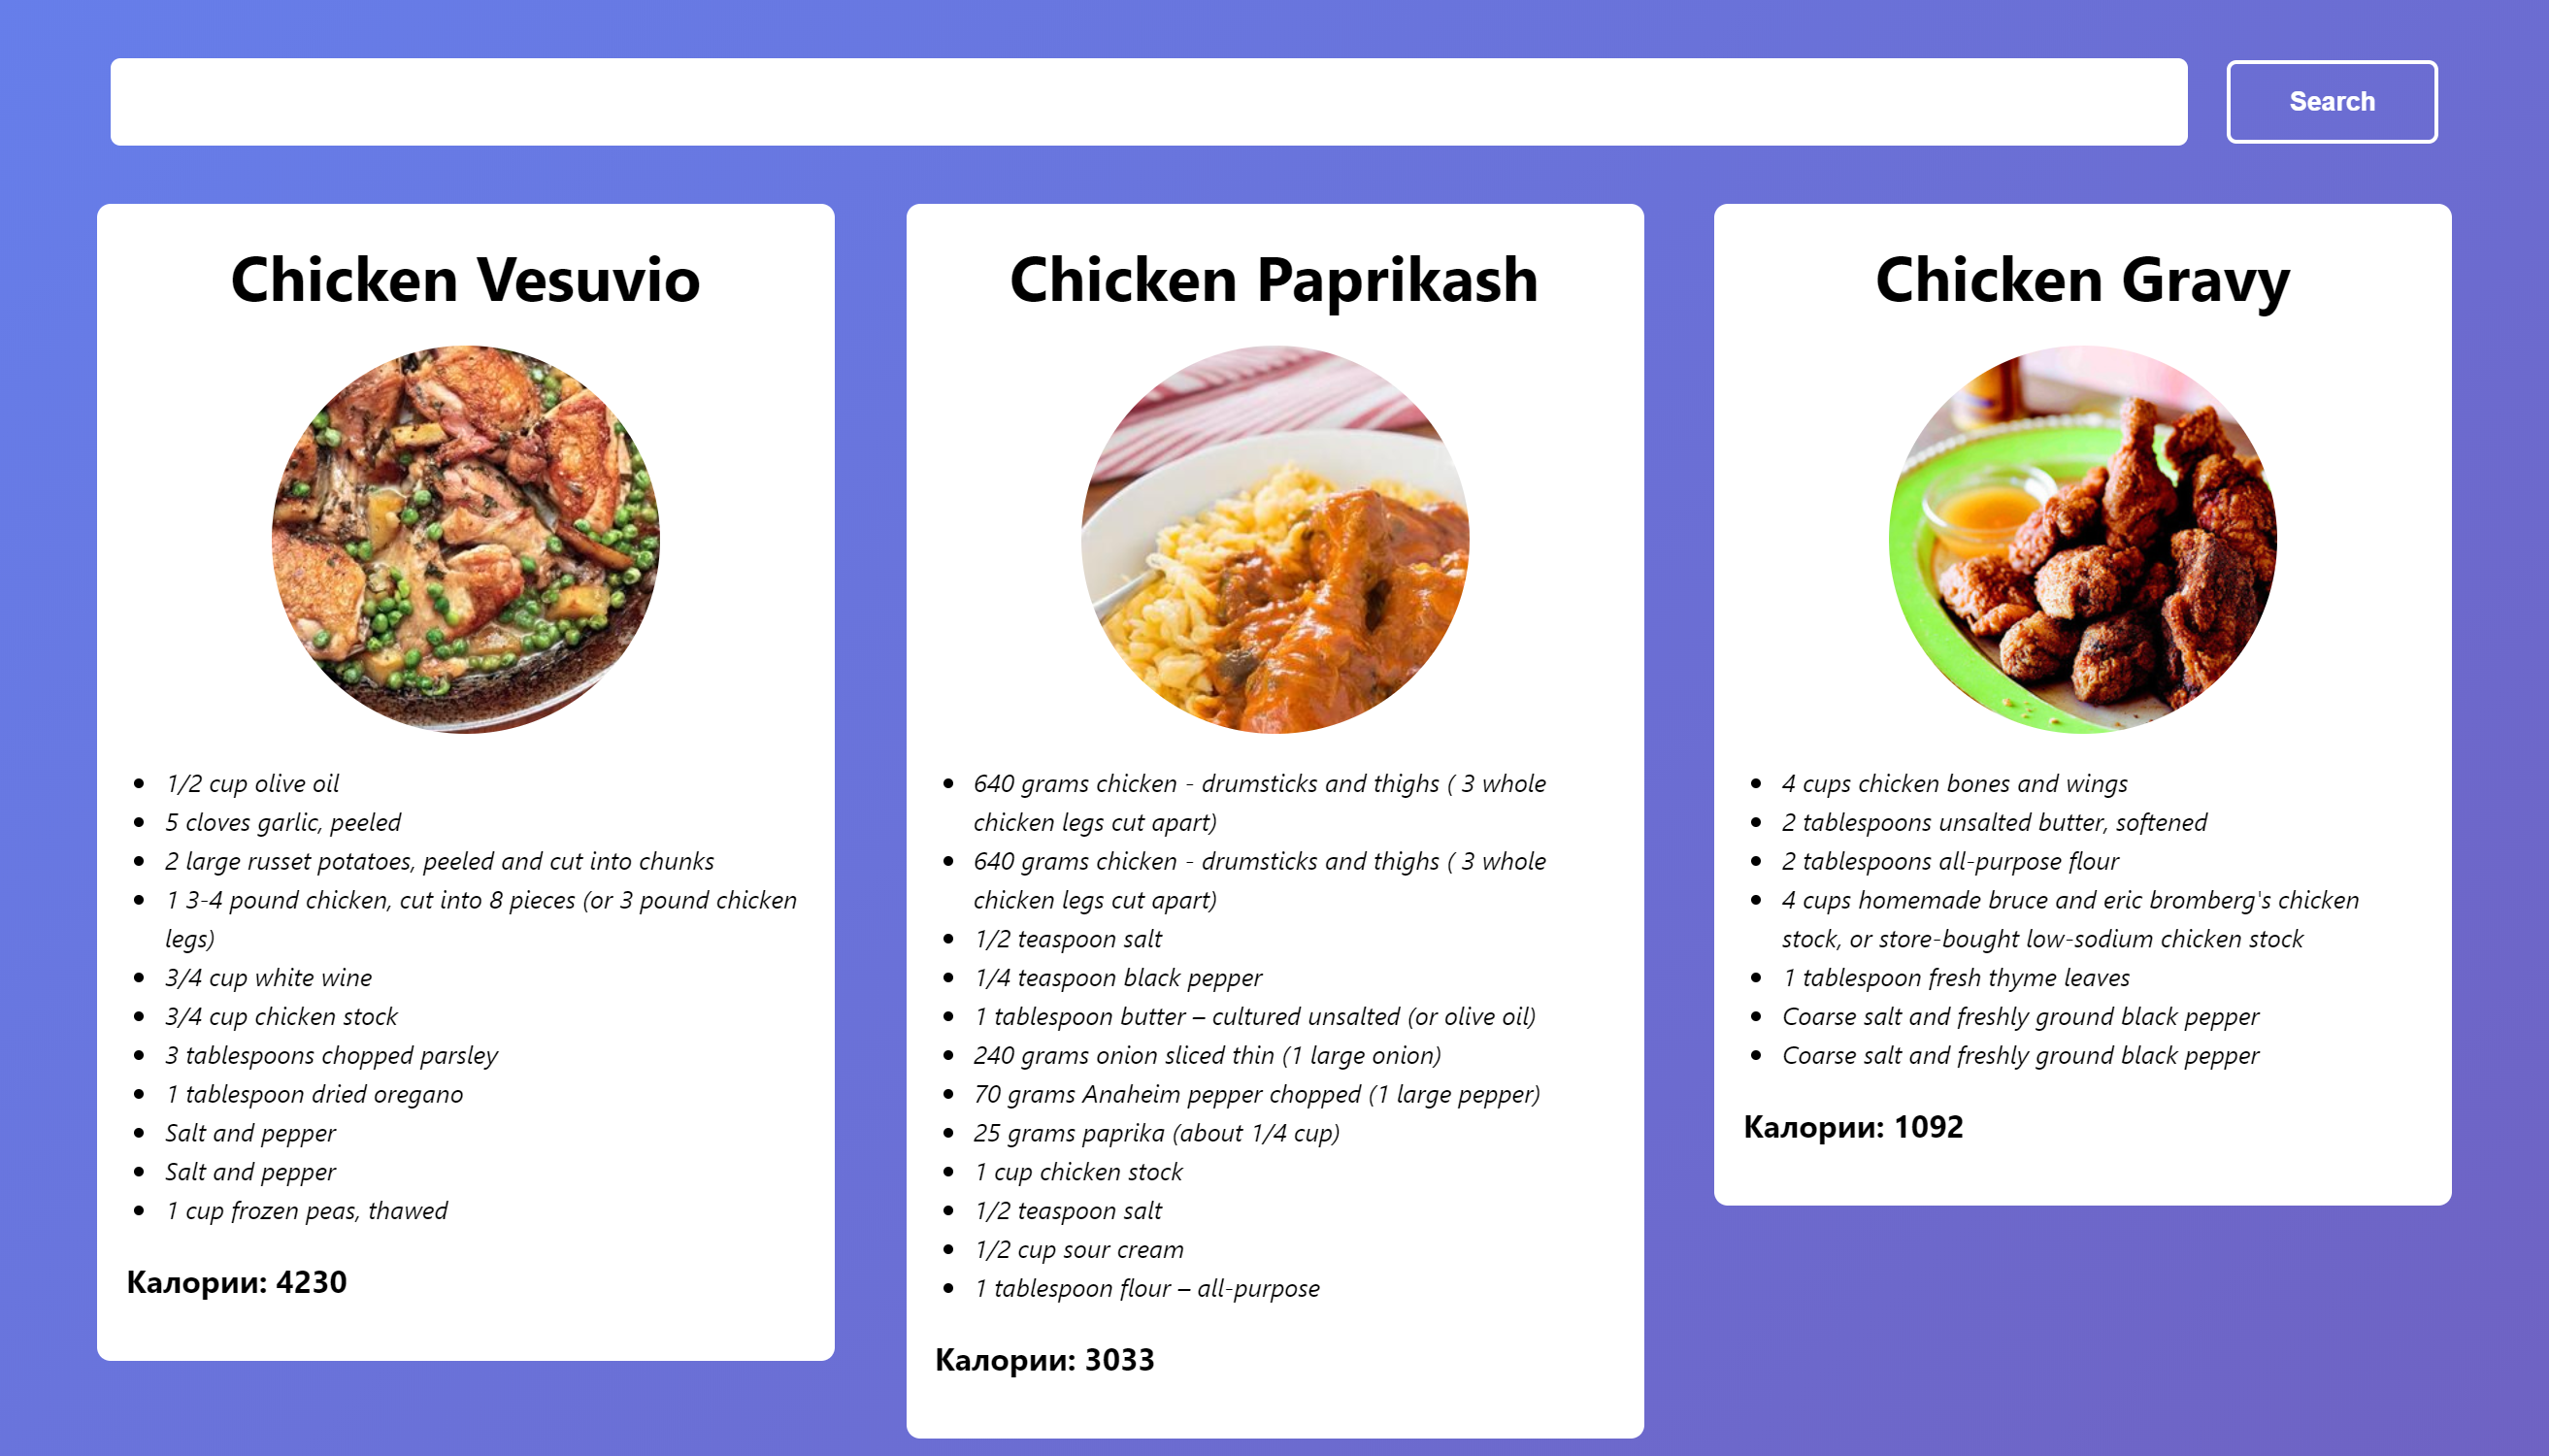 Search
Chicken Vesuvio
1/2 cup olive oil
5 cloves garlic, peeled
2 large russet potatoes, peeled and cut into chunks
1 3-4 pound chicken, cut into 8 pieces (or 3 pound chicken
legs)
3/4 cup white wine
3/4 cup chicken stock
3 tablespoons chopped parsley
1 tablespoon dried oregano
Salt and pepper
Salt and pepper
1 cup frozen peas, thawed
Калории: 4230
Chicken Paprikash
640 grams chicken - drumsticks and thighs ( 3 whole
chicken legs cut apart)
640 grams chicken - drumsticks and thighs ( 3 whole
chicken legs cut apart)
1/2 teaspoon salt
1/4 teaspoon black pepper
1 tablespoon butter – cultured unsalted (or olive oil)
240 grams onion sliced thin (1 large onion)
70 grams Anaheim pepper chopped (1 large pepper)
25 grams paprika (about 1/4 cup)
1 cup chicken stock
1/2 teaspoon salt
1/2 cup sour cream
1 tablespoon flour – all-purpose
Калории: 3033
Chicken Gravy
4 cups chicken bones and wings
2 tablespoons unsalted butter, softened
2 tablespoons all-purpose flour
4 cups homemade bruce and eric bromberg's chicken
stock, or store-bought low-sodium chicken stock
1 tablespoon fresh thyme leaves
Coarse salt and freshly ground black pepper
Coarse salt and freshly ground black pepper
Калории: 1092